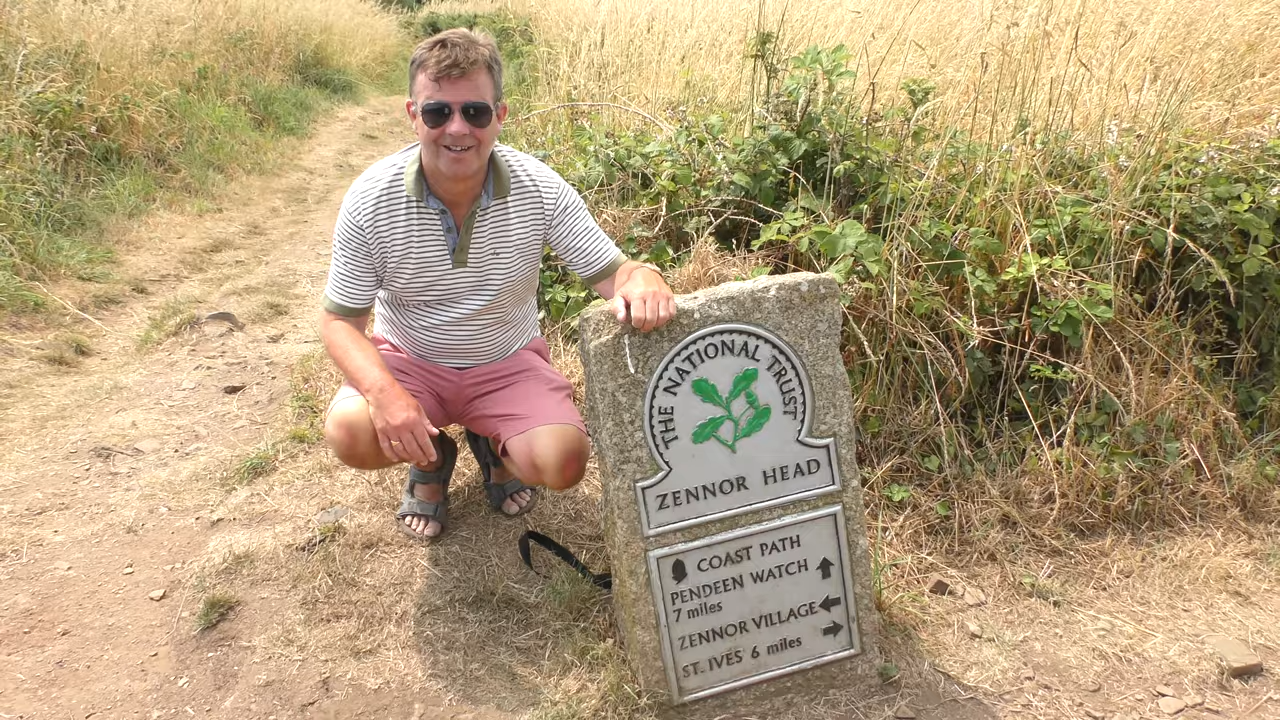 THE NATIONAL TRUST
ZENNOR HEAD
COAST PATH
PENDEEN WATCH
7 miles
ZENNOR VILLAGE
ST. IVES 6 miles